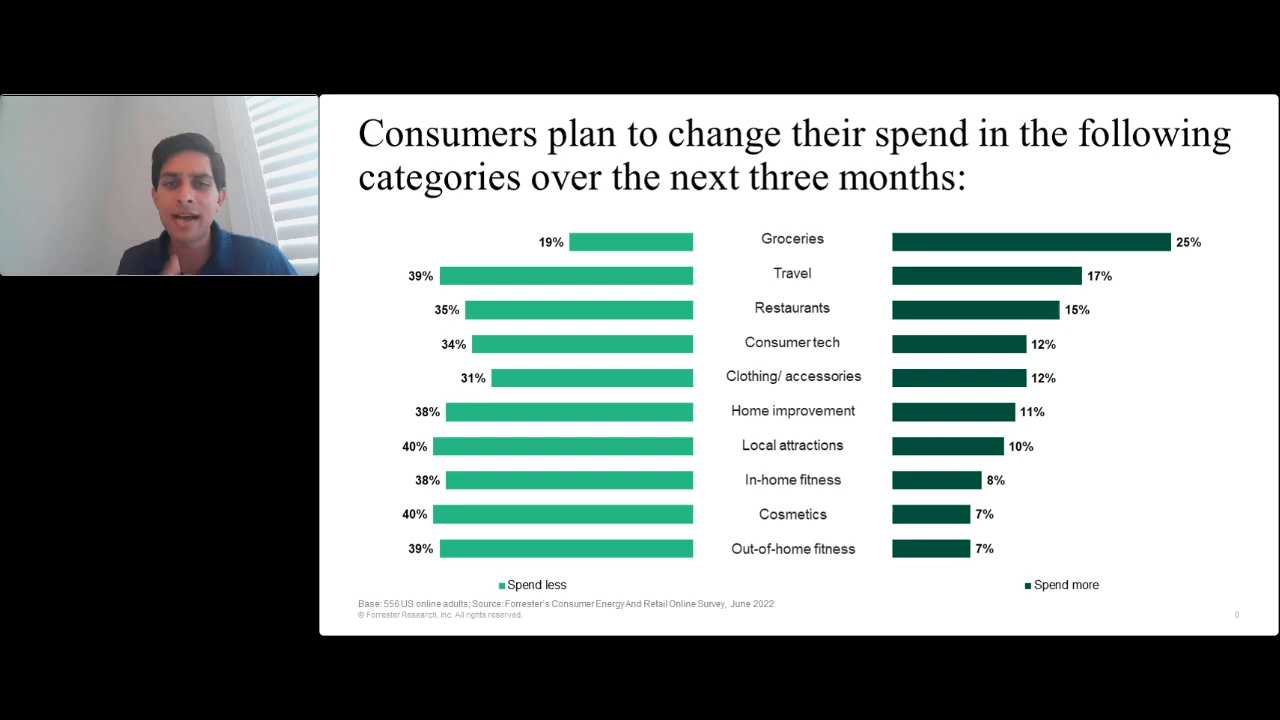 Consumers plan to change their spend in the following
categories over the next three months:
19% Groceries 25%
39% Travel 17%
35% Restaurants 15%
34% Consumer tech 12%
31% Clothing/ accessories 12%
38% Home improvement 11%
40% Local attractions 10%
38% In-home fitness 8%
40% Cosmetics 7%
39% Out-of-home fitness 7%
Spend less Spend more
Base: 556 US online adults; Source: Forrester's Consumer Energy And Retail Online Survey, June 2022
© Forrester Research, Inc. All rights reserved. 0